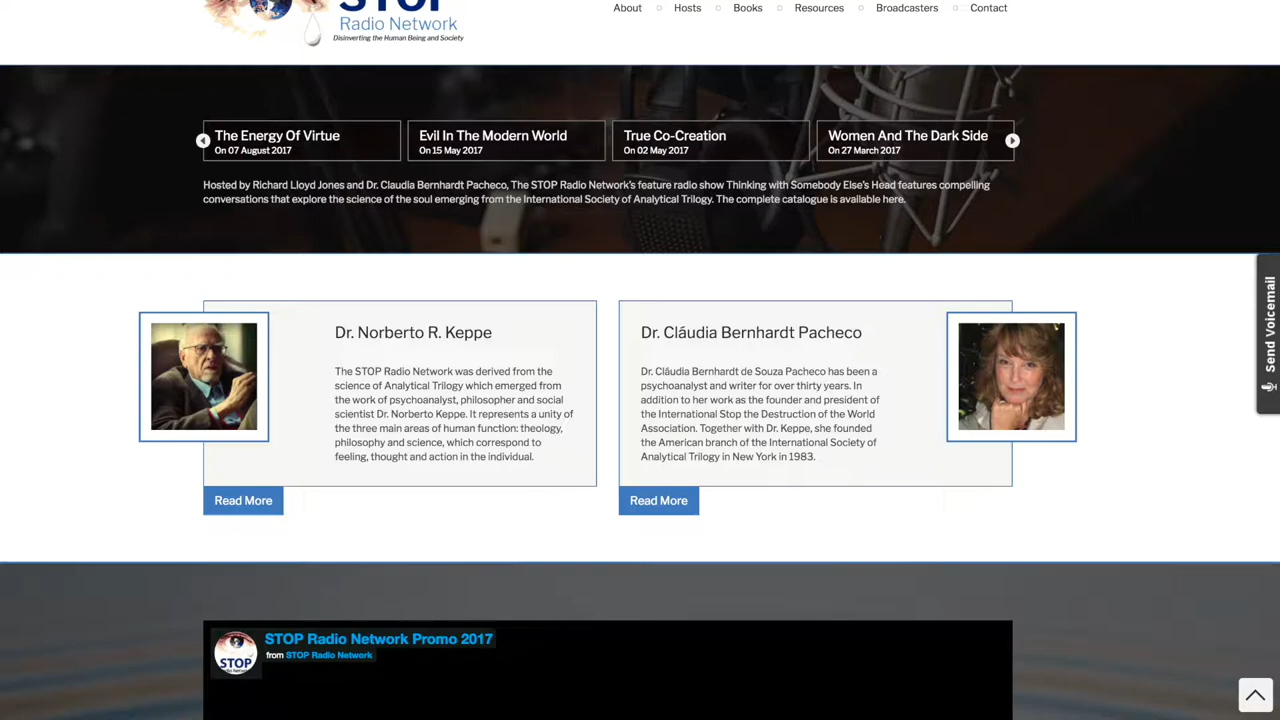 STOP
About
Hosts
Books
Resources
Broadcasters
Contact
Radio Network
Disinverting the Human Being and Society
The Energy Of Virtue
On 07 August 2017
Evil In The Modern World
On 15 May 2017
True Co-Creation
On 02 May 2017
Women And The Dark Side
On 27 March 2017
Hosted by Richard Lloyd Jones and Dr. Claudia Bernhardt Pacheco, The STOP Radio Network's feature radio show Thinking with Somebody Else's Head features compelling
conversations that explore the science of the soul emerging from the International Society of Analytical Trilogy. The complete catalogue is available here.
Send Voicemail
Dr. Norberto R. Keppe
The STOP Radio Network was derived from the
science of Analytical Trilogy which emerged from
the work of psychoanalyst, philosopher and social
scientist Dr. Norberto Keppe. It represents a unity of
the three main areas of human function: theology,
philosophy and science, which correspond to
feeling, thought and action in the individual.
Read More
Dr. Cláudia Bernhardt Pacheco
Dr. Cláudia Bernhardt de Souza Pacheco has been a
psychoanalyst and writer for over thirty years. In
addition to her work as the founder and president of
the International Stop the Destruction of the World
Association. Together with Dr. Keppe, she founded
the American branch of the International Society of
Analytical Trilogy in New York in 1983.
Read More
STOP Radio Network Promo 2017
from STOP Radio Network
STOP